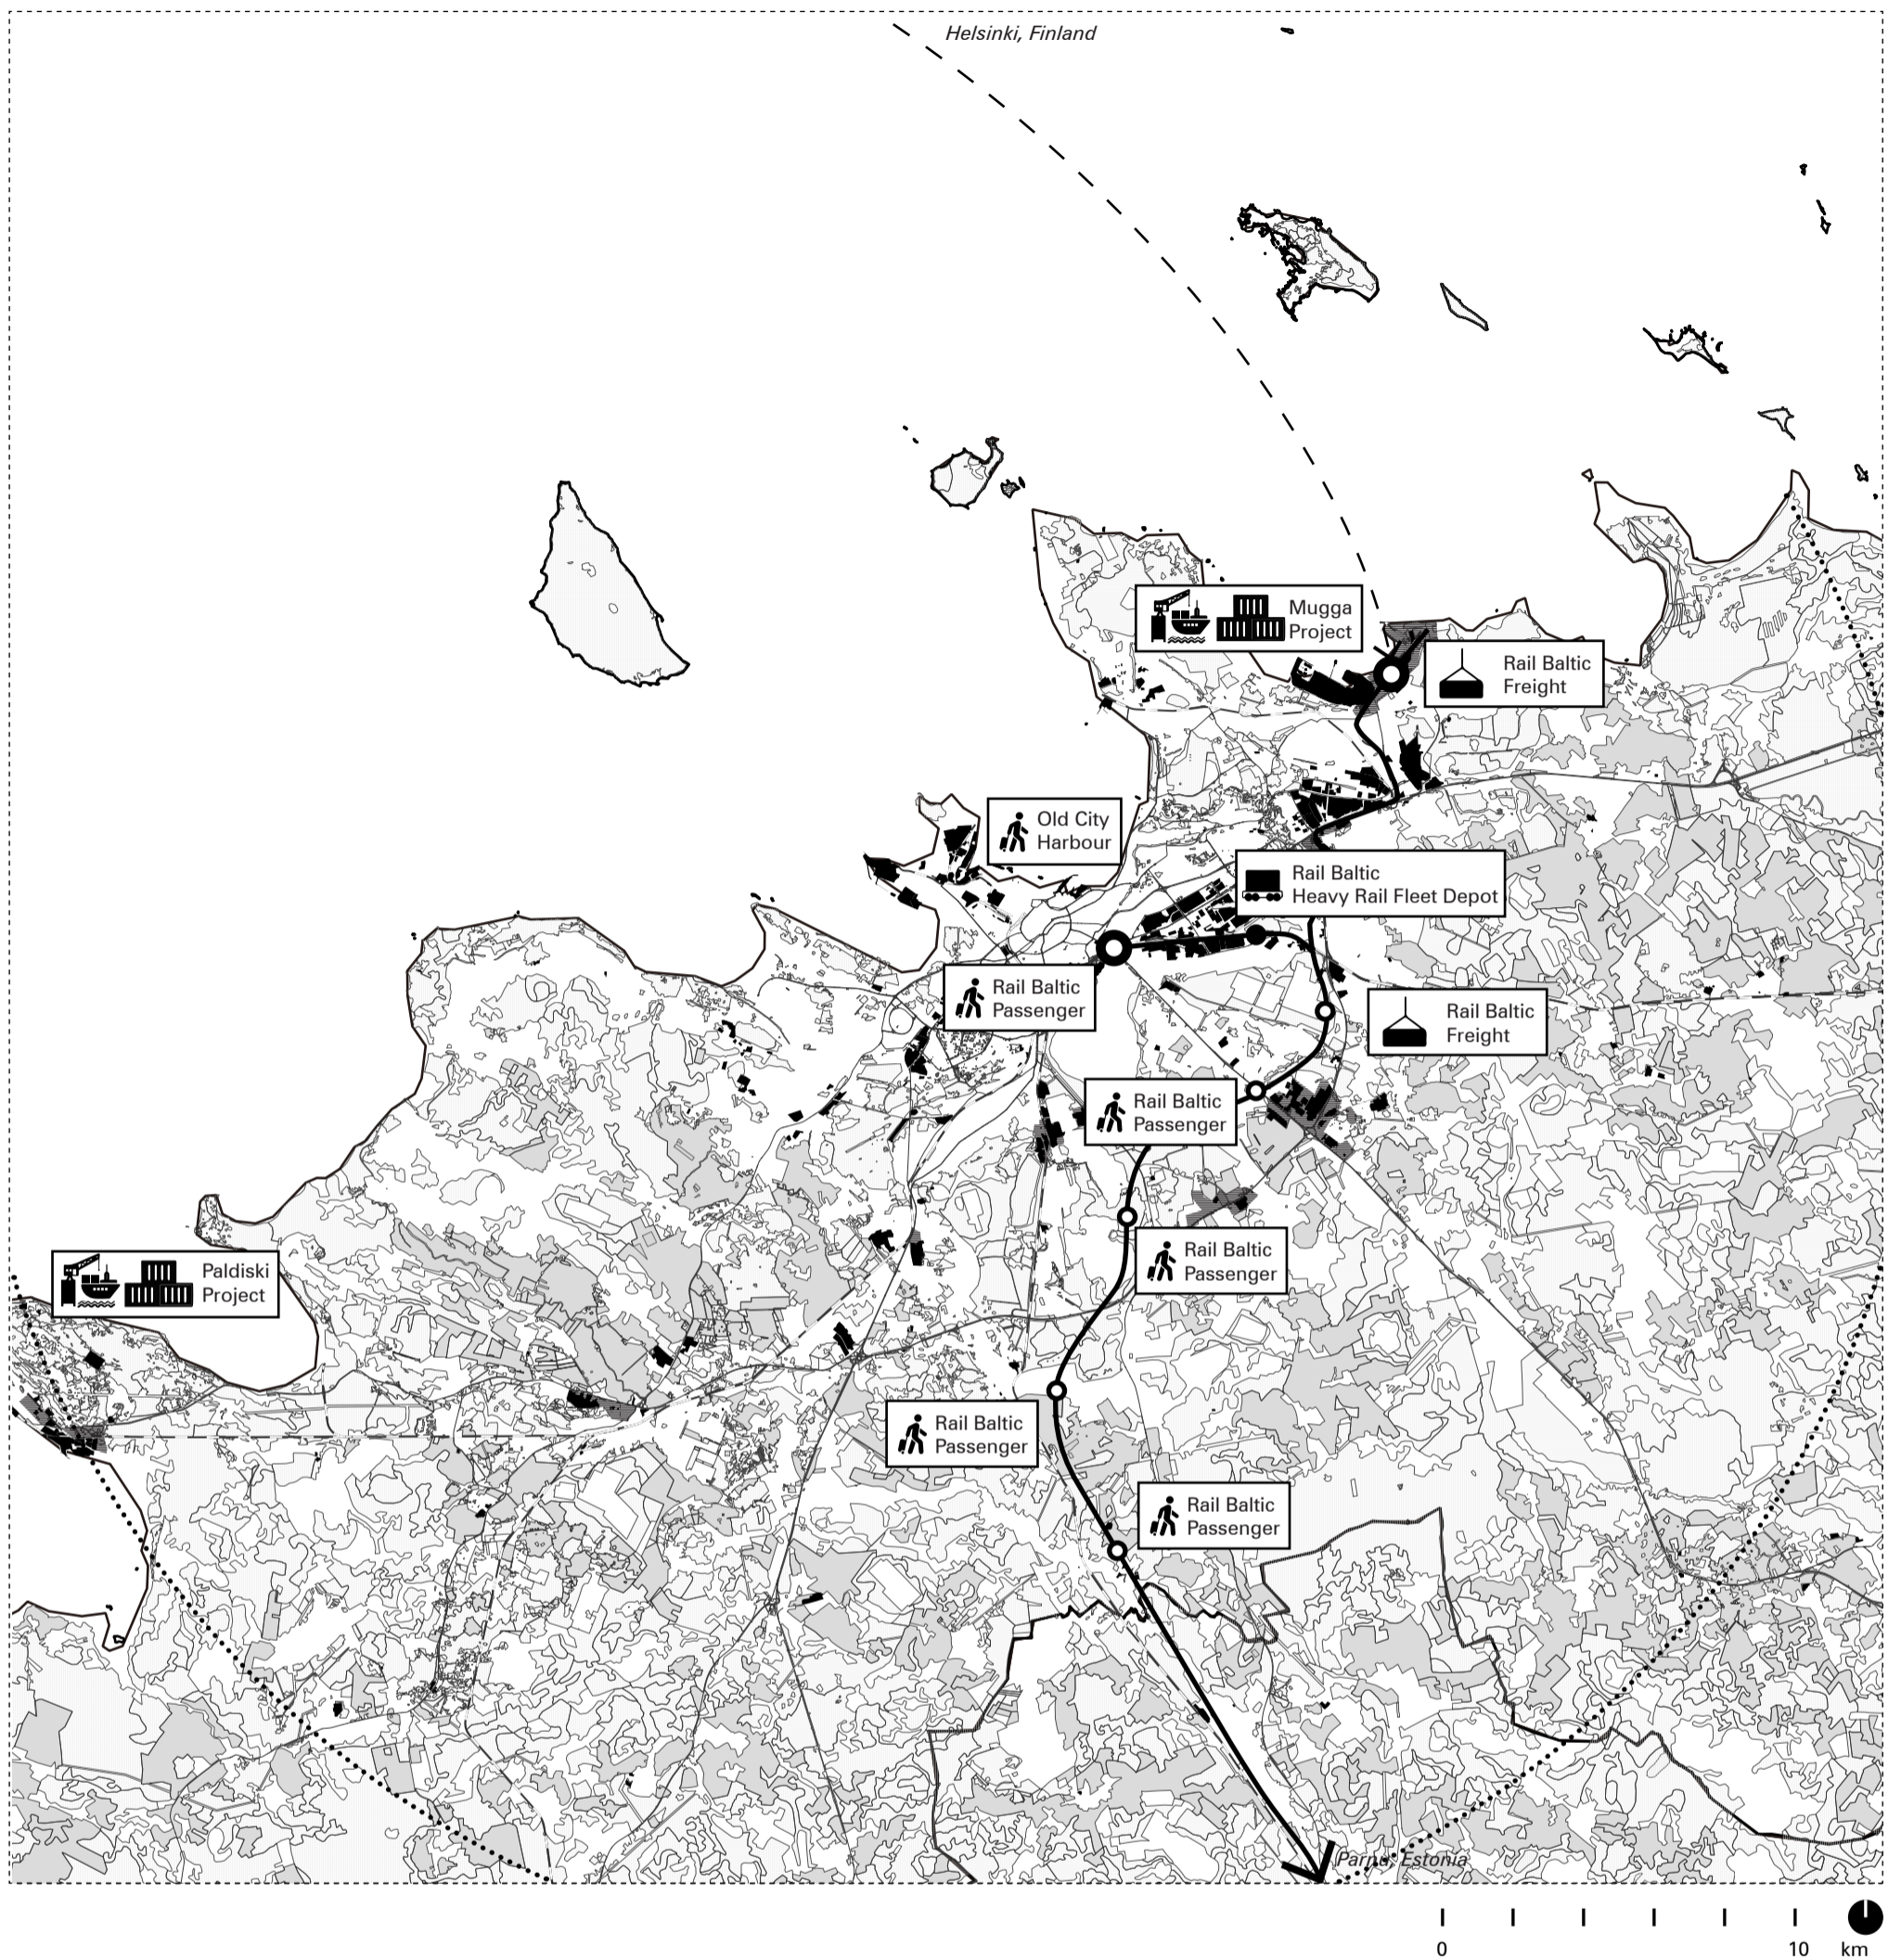 Helsinki, Finland
Mugga
Project
Rail Baltic
Freight
Old City
Harbour
Rail Baltic
Heavy Rail Fleet Depot
Rail Baltic
Passenger
Rail Baltic
Freight
Rail Baltic
Passenger
Rail Baltic
Passenger
Paldiski
Project
Rail Baltic
Passenger
Rail Baltic
Passenger
Parnu, Estonia
0 10 km